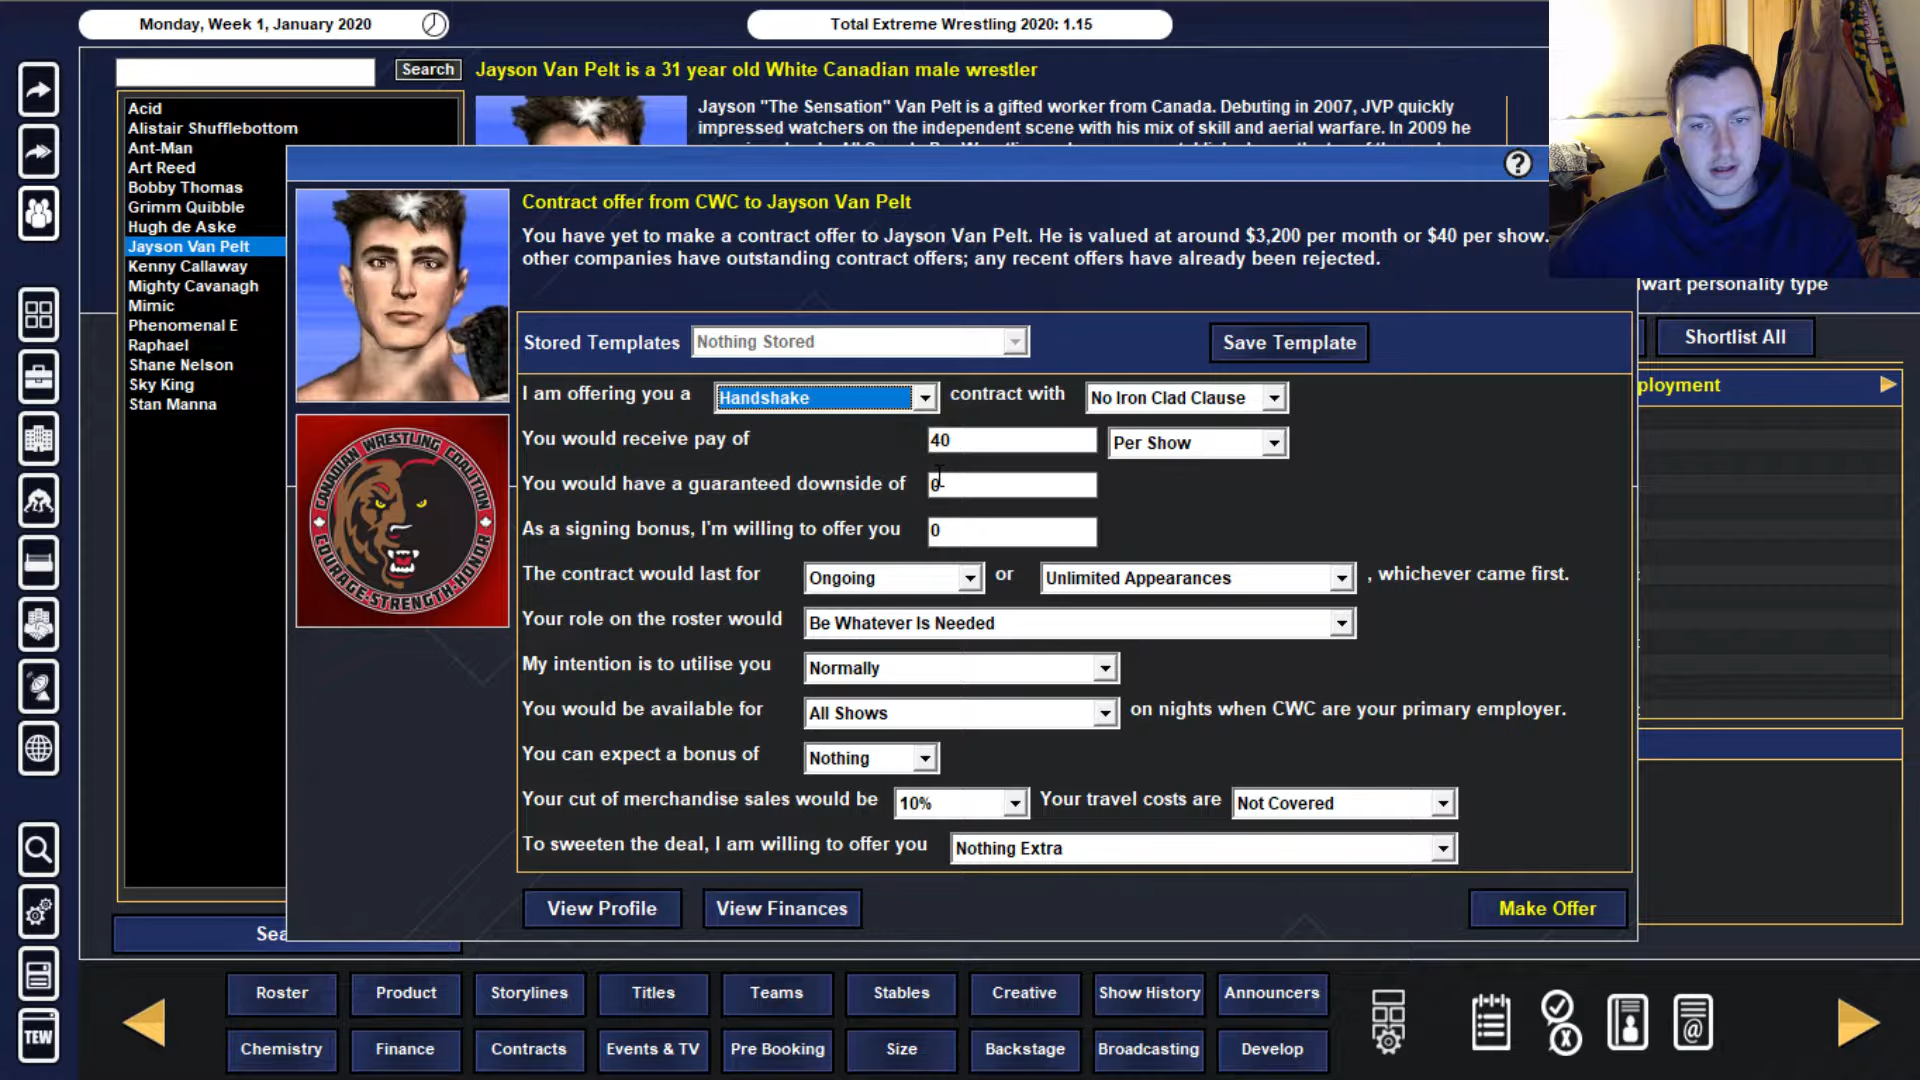 Monday, Week 1, January 2020
Total Extreme Wrestling 2020: 1.15
Search
Jayson Van Pelt is a 31 year old White Canadian male wrestler
Jayson "The Sensation" Van Pelt is a gifted worker from Canada. Debuting in 2007, JVP quickly
impressed watchers on the independent scene with his mix of skill and aerial warfare. In 2009 he
Acid
Alistair Shufflebottom
Ant-Man
Art Reed
Bobby Thomas
Grimm Quibble
Hugh de Aske
Jayson Van Pelt
Kenny Callaway
Mighty Cavanagh
Mimic
Phenomenal E
Raphael
Shane Nelson
Sky King
Stan Manna
?
Contract offer from CWC to Jayson Van Pelt
You have yet to make a contract offer to Jayson Van Pelt. He is valued at around $3,200 per month or $40 per show.
other companies have outstanding contract offers; any recent offers have already been rejected.
lwart personality type
Shortlist All
ployment
Stored Templates
Nothing Stored
Save Template
I am offering you a
Handshake
contract with
No Iron Clad Clause
You would receive pay of
40
Per Show
You would have a guaranteed downside of
0
As a signing bonus, I'm willing to offer you
0
The contract would last for
Ongoing
or
Unlimited Appearances
, whichever came first.
Your role on the roster would
Be Whatever Is Needed
My intention is to utilise you
Normally
You would be available for
All Shows
on nights when CWC are your primary employer.
You can expect a bonus of
Nothing
Your cut of merchandise sales would be
10%
Your travel costs are
Not Covered
To sweeten the deal, I am willing to offer you
Nothing Extra
CANADIAN WRESTLING COALITION
COURAGE·STRENGTH·HONOR
View Profile
View Finances
Make Offer
Sea
Roster
Product
Storylines
Titles
Teams
Stables
Creative
Show History
Announcers
Chemistry
Finance
Contracts
Events & TV
Pre Booking
Size
Backstage
Broadcasting
Develop
TEW